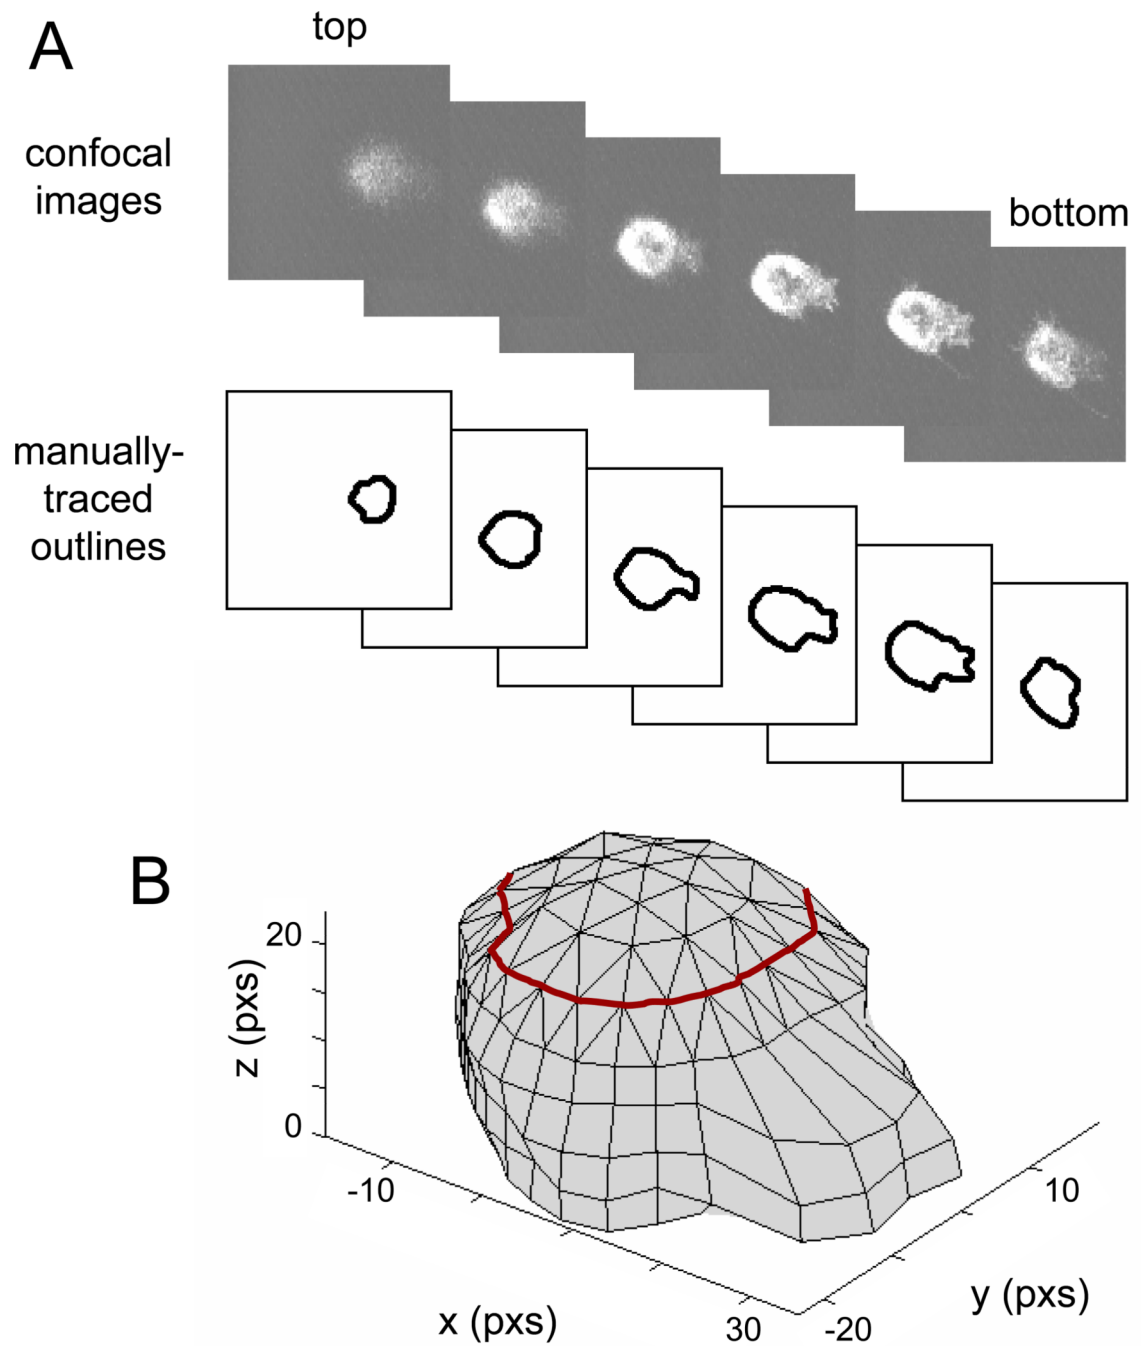 A
top
confocal
images
bottom
manually-
traced
outlines
B
20
z (pxs)
0
-10
10
x (pxs)
y (pxs)
30
-20